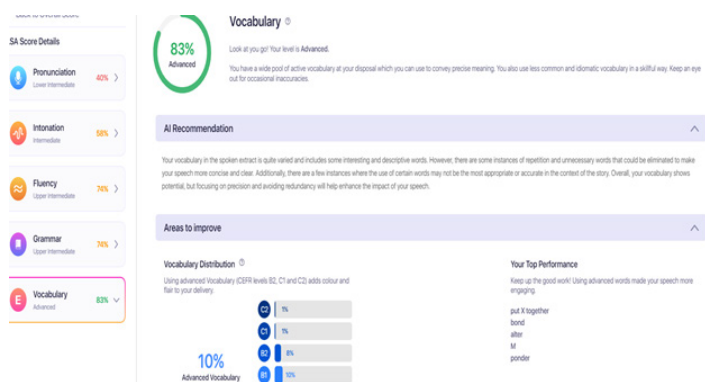 Back to Overall Score
SA Score Details
Pronunciation
Lower Intermediate
40%
Intonation
Intermediate
58%
Fluency
Upper Intermediate
74%
Grammar
Upper Intermediate
74%
E
Vocabulary
Advanced
83%
83%
Advanced
Vocabulary
Look at you go! Your level is Advanced.
You have a wide pool of active vocabulary at your disposal which you can use to convey precise meaning. You also use less common and idiomatic vocabulary in a skillful way. Keep an eye
out for occasional inaccuracies.
AI Recommendation
Your vocabulary in the spoken extract is quite varied and includes some interesting and descriptive words. However, there are some instances of repetition and unnecessary words that could be eliminated to make
your speech more concise and clear. Additionally, there are a few instances where the use of certain words may not be the most appropriate or accurate in the context of the story. Overall, your vocabulary shows
potential, but focusing on precision and avoiding redundancy will help enhance the impact of your speech.
Areas to improve
Vocabulary Distribution
Using advanced Vocabulary (CEFR levels B2, C1 and C2) adds colour and
flair to your delivery.
10%
Advanced Vocabulary
C2 1%
C1 1%
B2 8%
B1 10%
Your Top Performance
Keep up the good work! Using advanced words made your speech more
engaging.
put X together
bond
alter
M
ponder